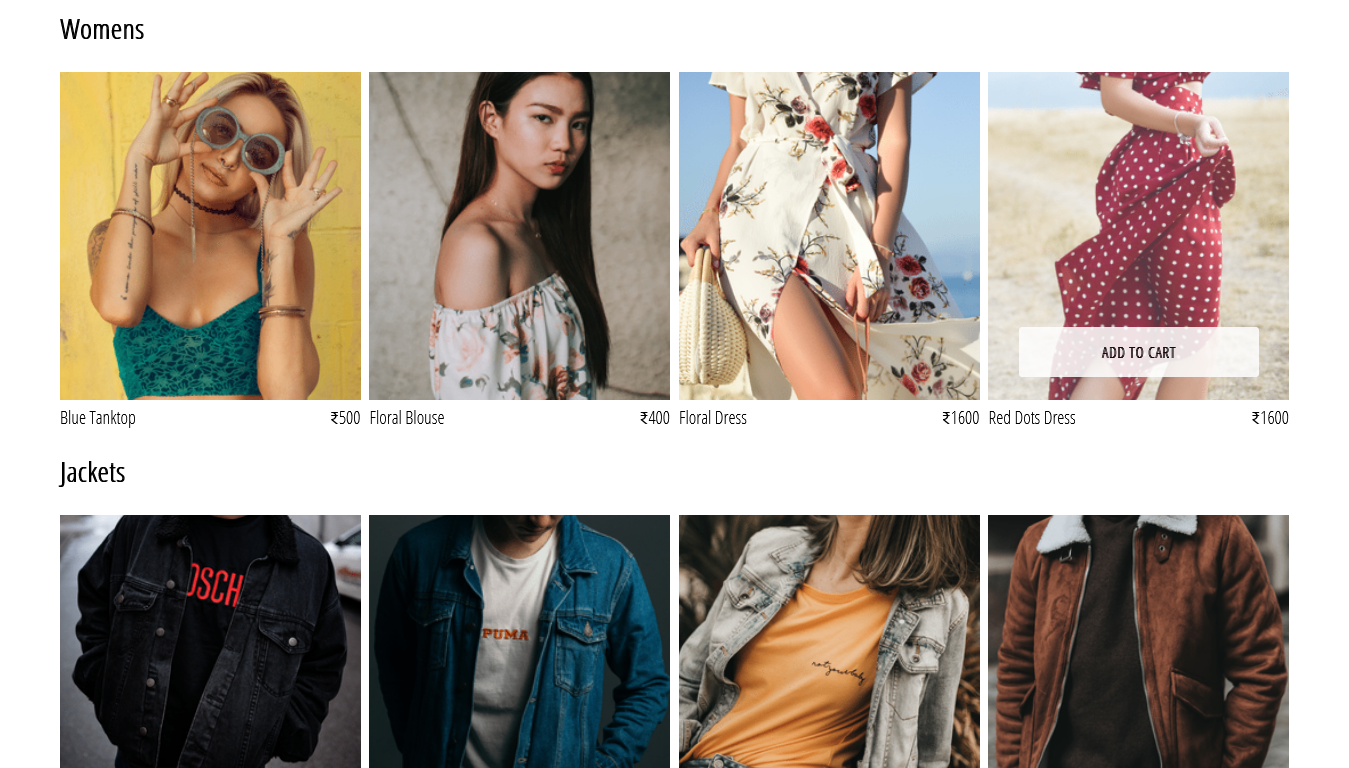 Womens
ADD TO CART
Blue Tanktop ₹500
Floral Blouse ₹400
Floral Dress ₹1600
Red Dots Dress ₹1600
Jackets
OSCH
PUMA